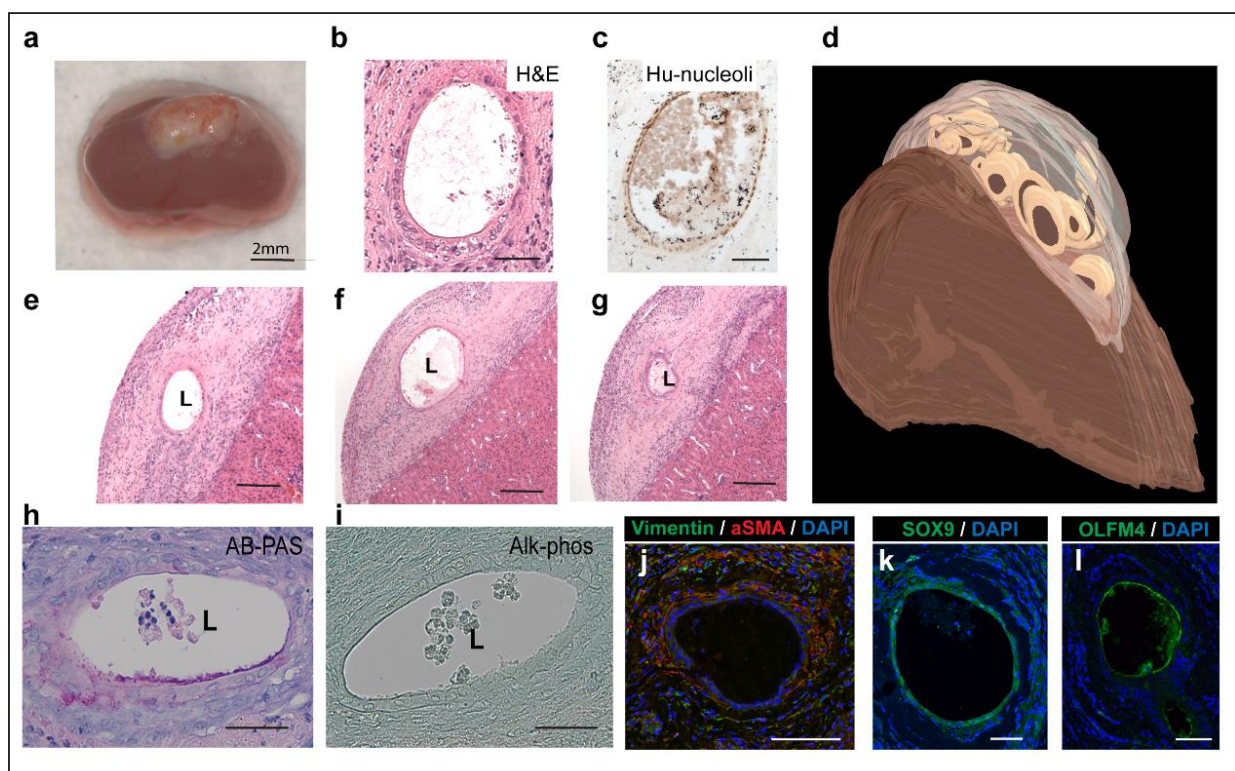 a
b
c
d
H&E
Hu-nucleoli
2mm
e
f
g
L
L
L
h
i
AB-PAS
Alk-phos
Vimentin / aSMA / DAPI
SOX9 / DAPI
OLFM4 / DAPI
j
k
l
L
L